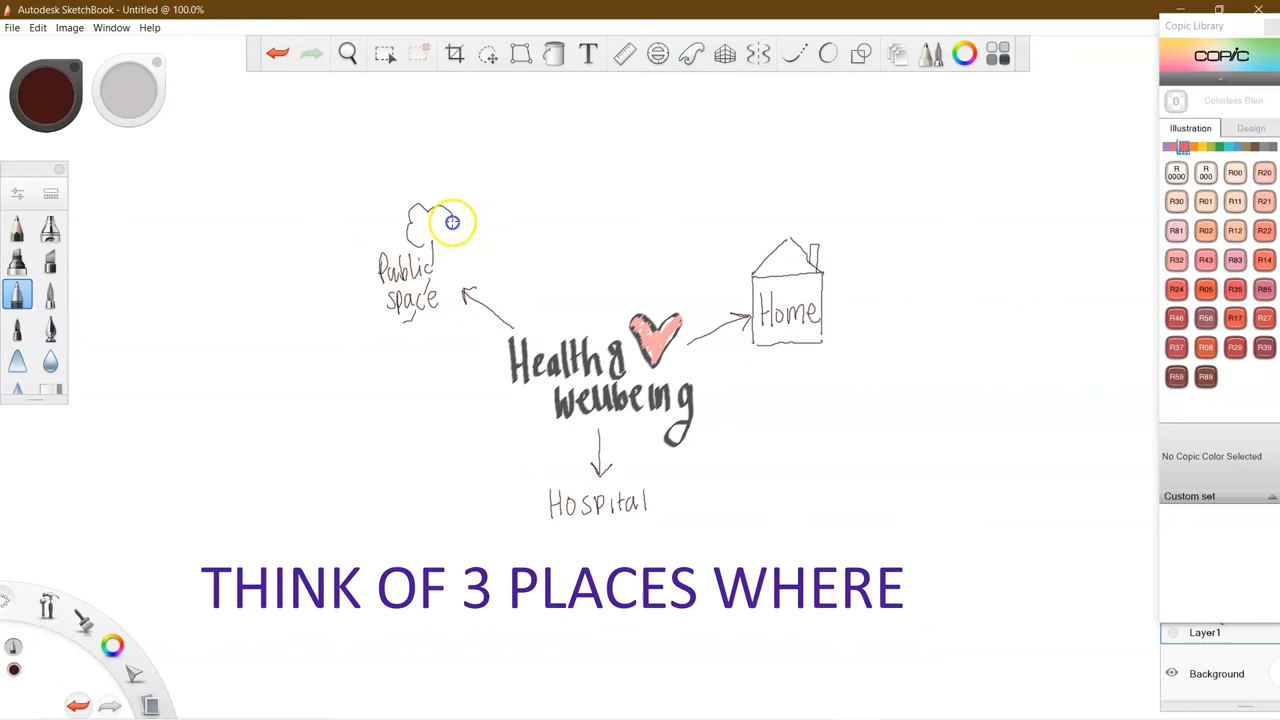 Autodesk SketchBook - Untitled @ 100.0%
File Edit Image Window Help
Copic Library
COPIC
0 Colorless Blen..
Illustration Design
R0000 R000 R00 R20
R30 R01 R11 R21
R81 R02 R12 R22
R32 R43 R83 R14
R24 R05 R35 R85
R46 R56 R17 R27
R37 R08 R29 R39
R59 R89
No Copic Color Selected
Custom set
Layer1
Background
T
Public
space
Home
Health &
wellbeing
Hospital
THINK OF 3 PLACES WHERE